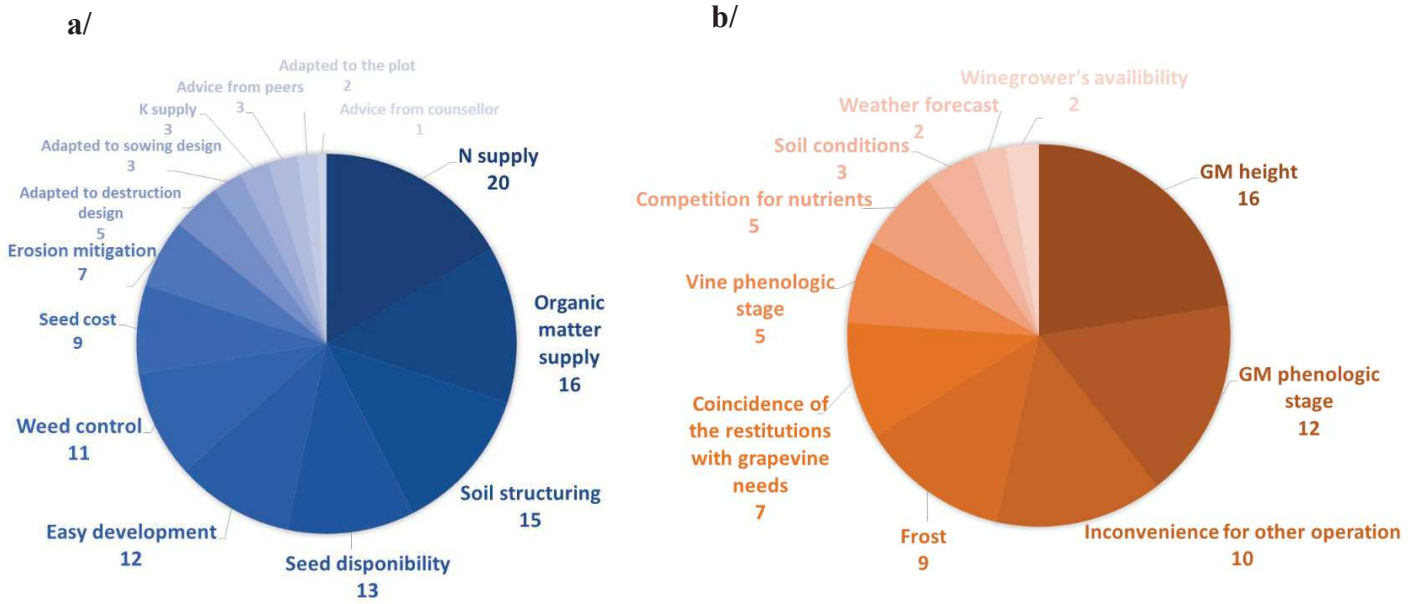 a/
Adapted to the plot
2
Advice from peers
3
Advice from counsellor
1
K supply
3
Adapted to sowing design
3
Adapted to destruction
design
5
Erosion mitigation
7
Seed cost
9
Weed control
11
Easy development
12
Seed disponibility
13
Soil structuring
15
Organic
matter
supply
16
N supply
20
b/
Winegrower's availibility
2
Weather forecast
2
Soil conditions
3
Competition for nutrients
5
Vine phenologic
stage
5
Coincidence of
the restitutions
with grapevine
needs
7
Frost
9
Inconvenience for other operation
10
GM phenologic
stage
12
GM height
16